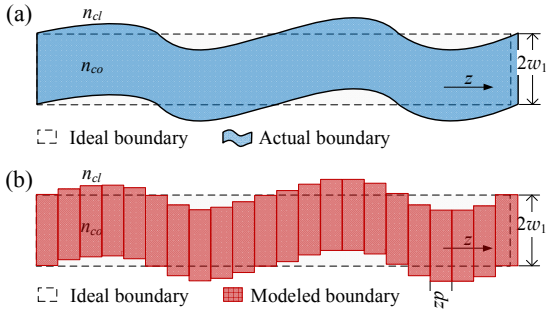 (a)
n_cl
n_co
z
2w_1
Ideal boundary
Actual boundary
(b)
n_cl
n_co
z
2w_1
dz
Ideal boundary
Modeled boundary